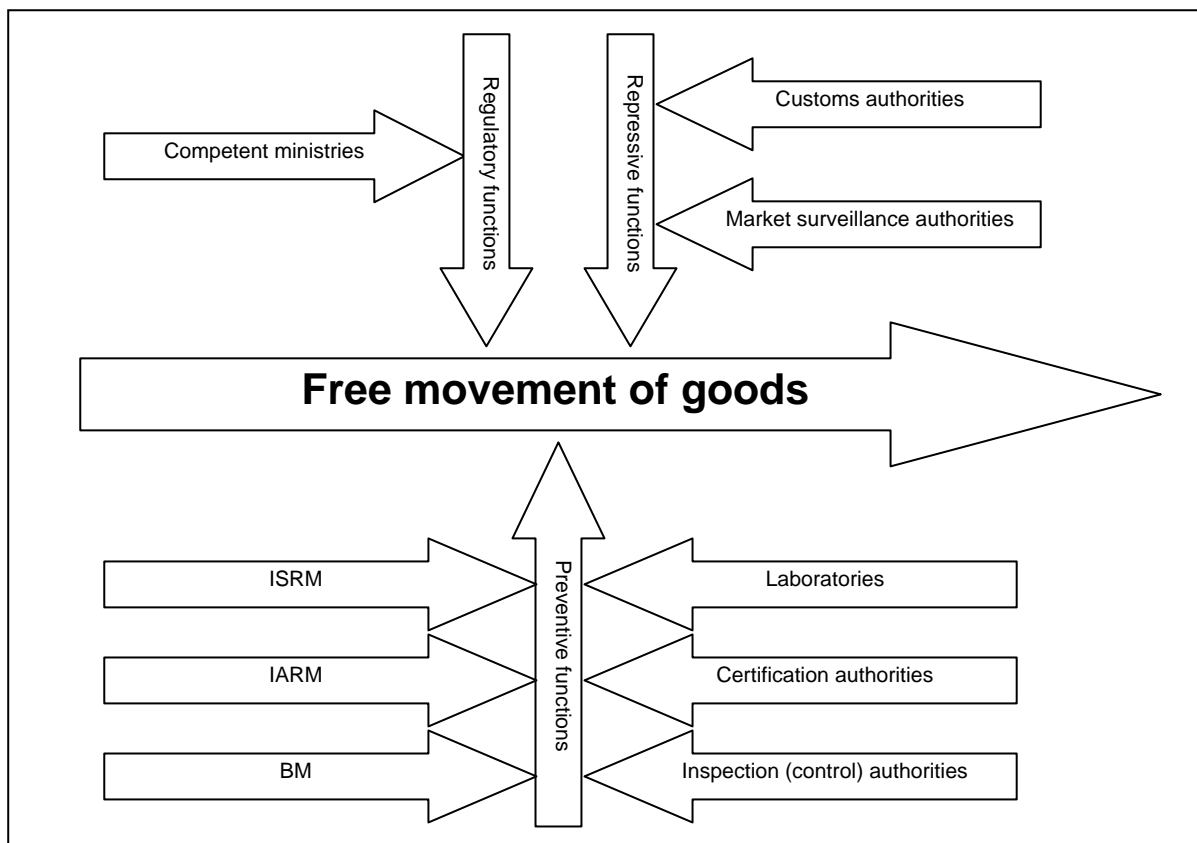 Regulatory functions
Repressive functions
Customs authorities
Competent ministries
Market surveillance authorities
Free movement of goods
Preventive functions
ISRM
Laboratories
IARM
Certification authorities
BM
Inspection (control) authorities